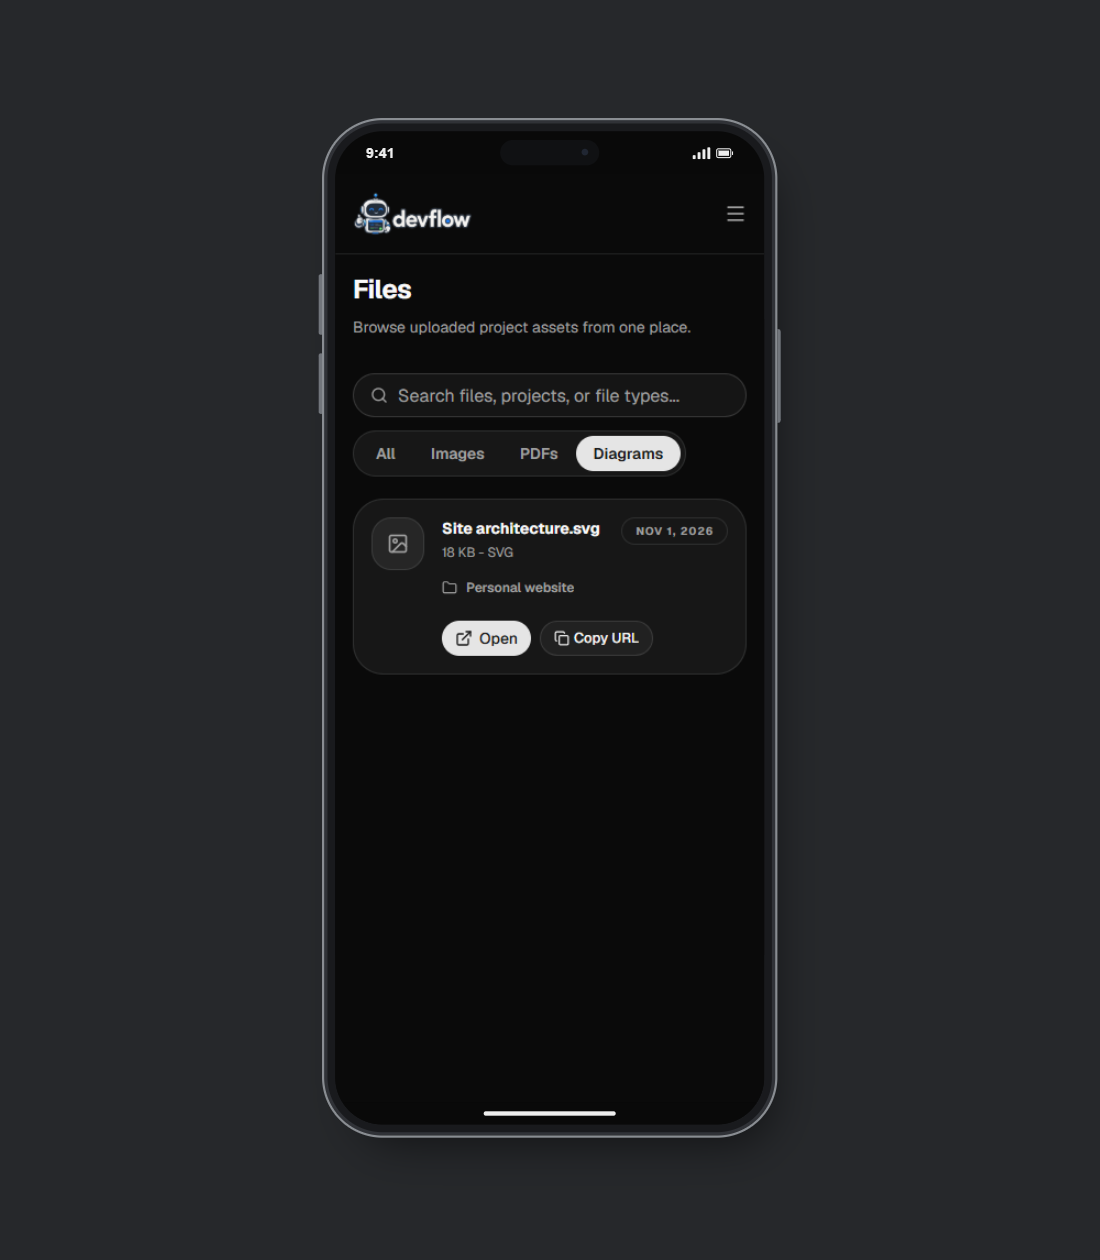 9:41
devflow
Files
Browse uploaded project assets from one place.
Search files, projects, or file types...
All Images PDFs Diagrams
Site architecture.svg NOV 1, 2026
18 KB - SVG
Personal website
Open Copy URL